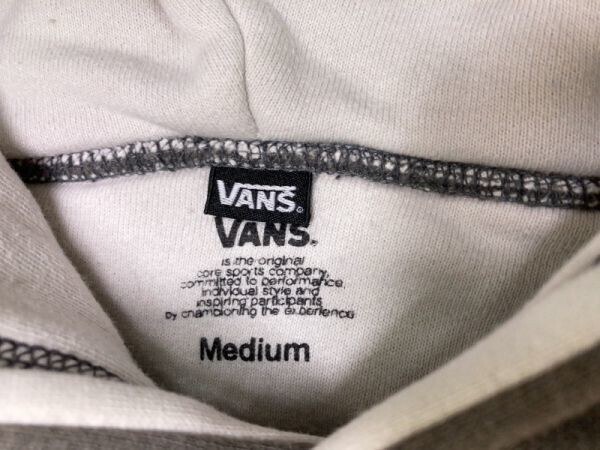 VANS
VANS.
is the original
core sports company,
committed to performance
individual style and
inspiring participants
by championing the experience
Medium